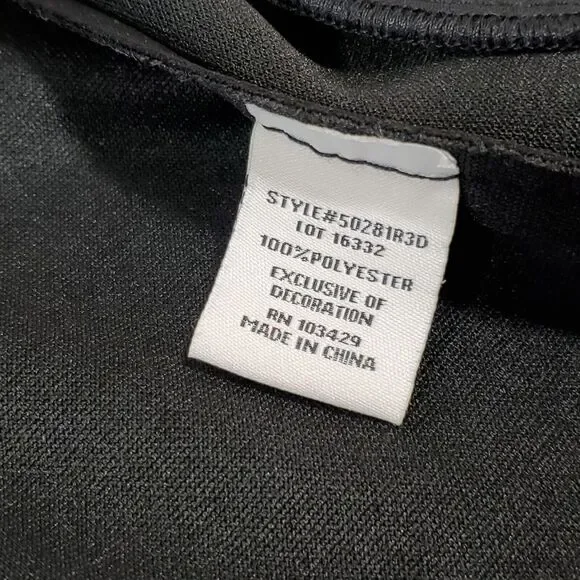 STYLE#50281R3D
LOT 16332
100%POLYESTER
EXCLUSIVE OF
DECORATION
RN 103429
MADE IN CHINA